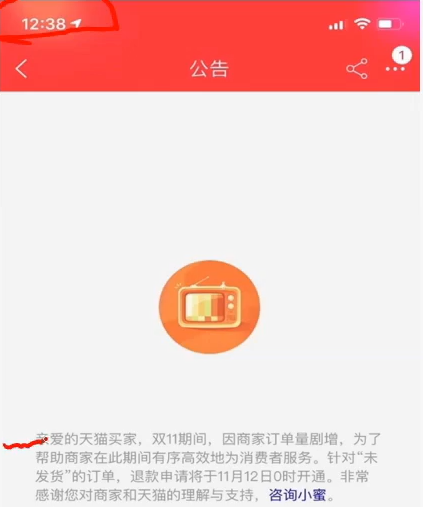 12:38
1
公告
亲爱的天猫买家，双11期间，因商家订单量剧增，为了
帮助商家在此期间有序高效地为消费者服务。针对“未
发货”的订单，退款申请将于11月12日0时开通。非常
感谢您对商家和天猫的理解与支持，咨询小蜜。